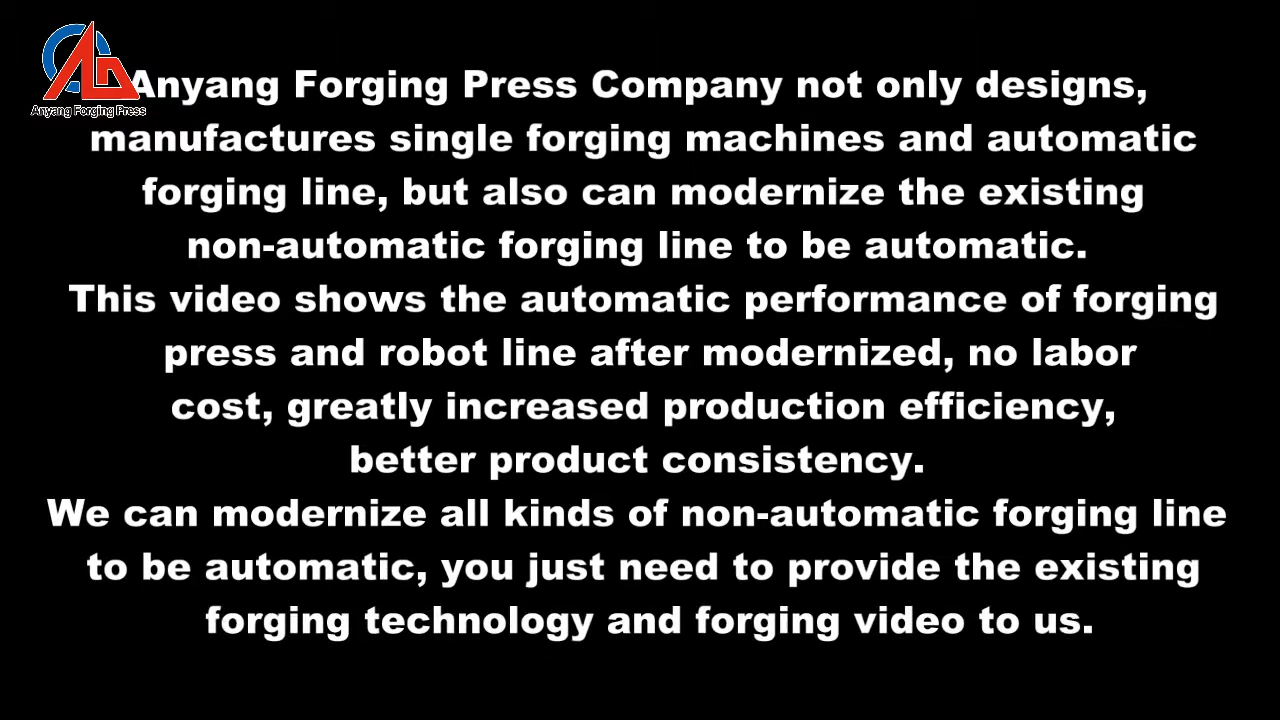 Anyang Forging Press
Anyang Forging Press Company not only designs,
manufactures single forging machines and automatic
forging line, but also can modernize the existing
non-automatic forging line to be automatic.
This video shows the automatic performance of forging
press and robot line after modernized, no labor
cost, greatly increased production efficiency,
better product consistency.
We can modernize all kinds of non-automatic forging line
to be automatic, you just need to provide the existing
forging technology and forging video to us.